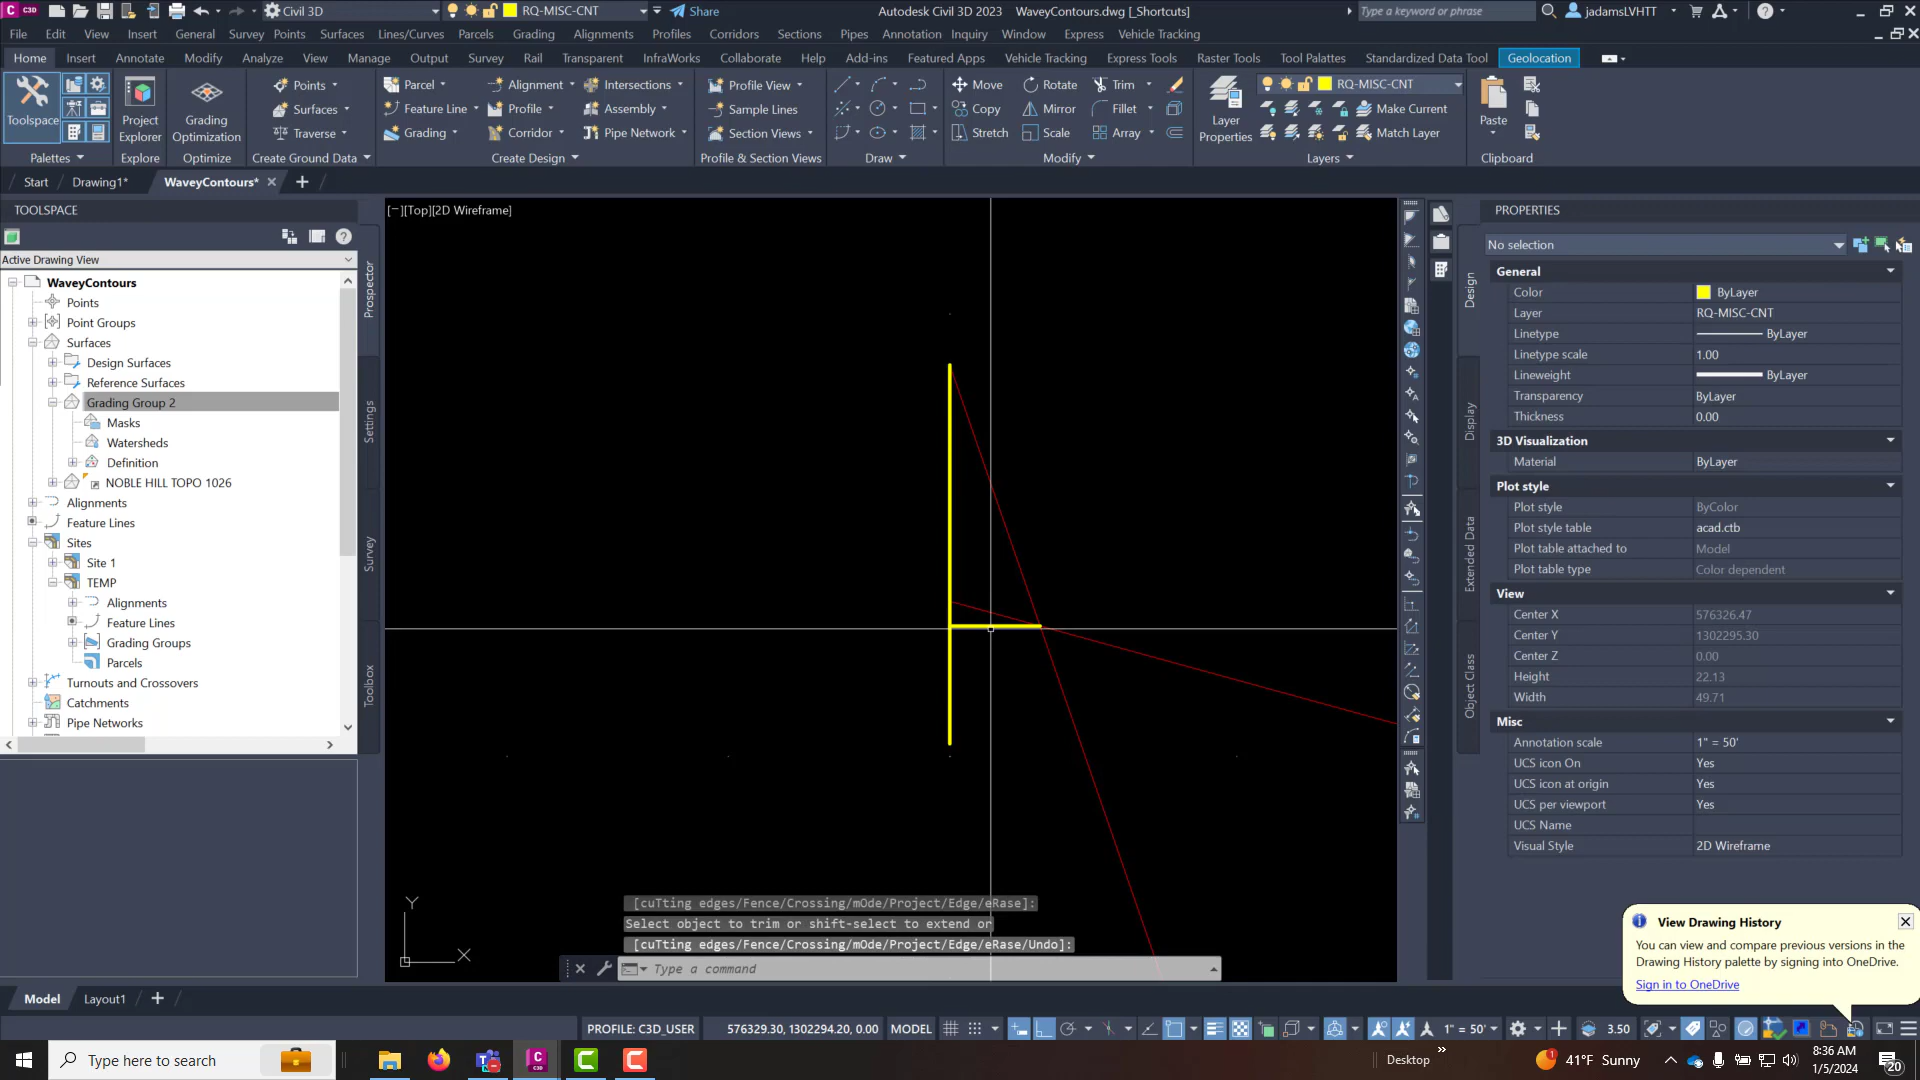 C3D
Civil 3D
RQ-MISC-CNT
Share
Autodesk Civil 3D 2023 WaveyContours.dwg [_Shortcuts]
Type a keyword or phrase
jadamsLVHTT
File Edit View Insert General Survey Points Surfaces Lines/Curves Parcels Grading Alignments Profiles Corridors Sections Pipes Annotation Inquiry Window Express Vehicle Tracking
Home Insert Annotate Modify Analyze View Manage Output Survey Rail Transparent InfraWorks Collaborate Help Add-ins Featured Apps Vehicle Tracking Express Tools Raster Tools Tool Palettes Standardized Data Tool Geolocation
Points Parcel Alignment Intersections Profile View Move Rotate Trim RQ-MISC-CNT
Toolspace Project Explorer Grading Optimization Surfaces Feature Line Profile Assembly Sample Lines Copy Mirror Fillet Layer Properties Make Current Paste
Traverse Grading Corridor Pipe Network Section Views Stretch Scale Array Match Layer
Palettes Explore Optimize Create Ground Data Create Design Profile & Section Views Draw Modify Layers Clipboard
Start Drawing1* WaveyContours*
TOOLSPACE
Active Drawing View
WaveyContours
Points
Point Groups
Surfaces
Design Surfaces
Reference Surfaces
Grading Group 2
Masks
Watersheds
Definition
NOBLE HILL TOPO 1026
Alignments
Feature Lines
Sites
Site 1
TEMP
Alignments
Feature Lines
Grading Groups
Parcels
Turnouts and Crossovers
Catchments
Pipe Networks
Prospector
Settings
Survey
Toolbox
[−][Top][2D Wireframe]
Y
X
[cuTting edges/Fence/Crossing/mOde/Project/Edge/eRase]:
Select object to trim or shift-select to extend or
[cuTting edges/Fence/Crossing/mOde/Project/Edge/eRase/Undo]:
Type a command
PROPERTIES
No selection
Design
Display
Extended Data
Object Class
General
Color ByLayer
Layer RQ-MISC-CNT
Linetype ByLayer
Linetype scale 1.00
Lineweight ByLayer
Transparency ByLayer
Thickness 0.00
3D Visualization
Material ByLayer
Plot style
Plot style ByColor
Plot style table acad.ctb
Plot table attached to Model
Plot table type Color dependent
View
Center X 576326.47
Center Y 1302295.30
Center Z 0.00
Height 22.13
Width 49.71
Misc
Annotation scale 1" = 50'
UCS icon On Yes
UCS icon at origin Yes
UCS per viewport Yes
UCS Name
Visual Style 2D Wireframe
View Drawing History
You can view and compare previous versions in the
Drawing History palette by signing into OneDrive.
Sign in to OneDrive
Model Layout1
PROFILE: C3D_USER 576329.30, 1302294.20, 0.00 MODEL 1" = 50' 3.50
Type here to search
Desktop
41°F Sunny
8:36 AM
1/5/2024
20